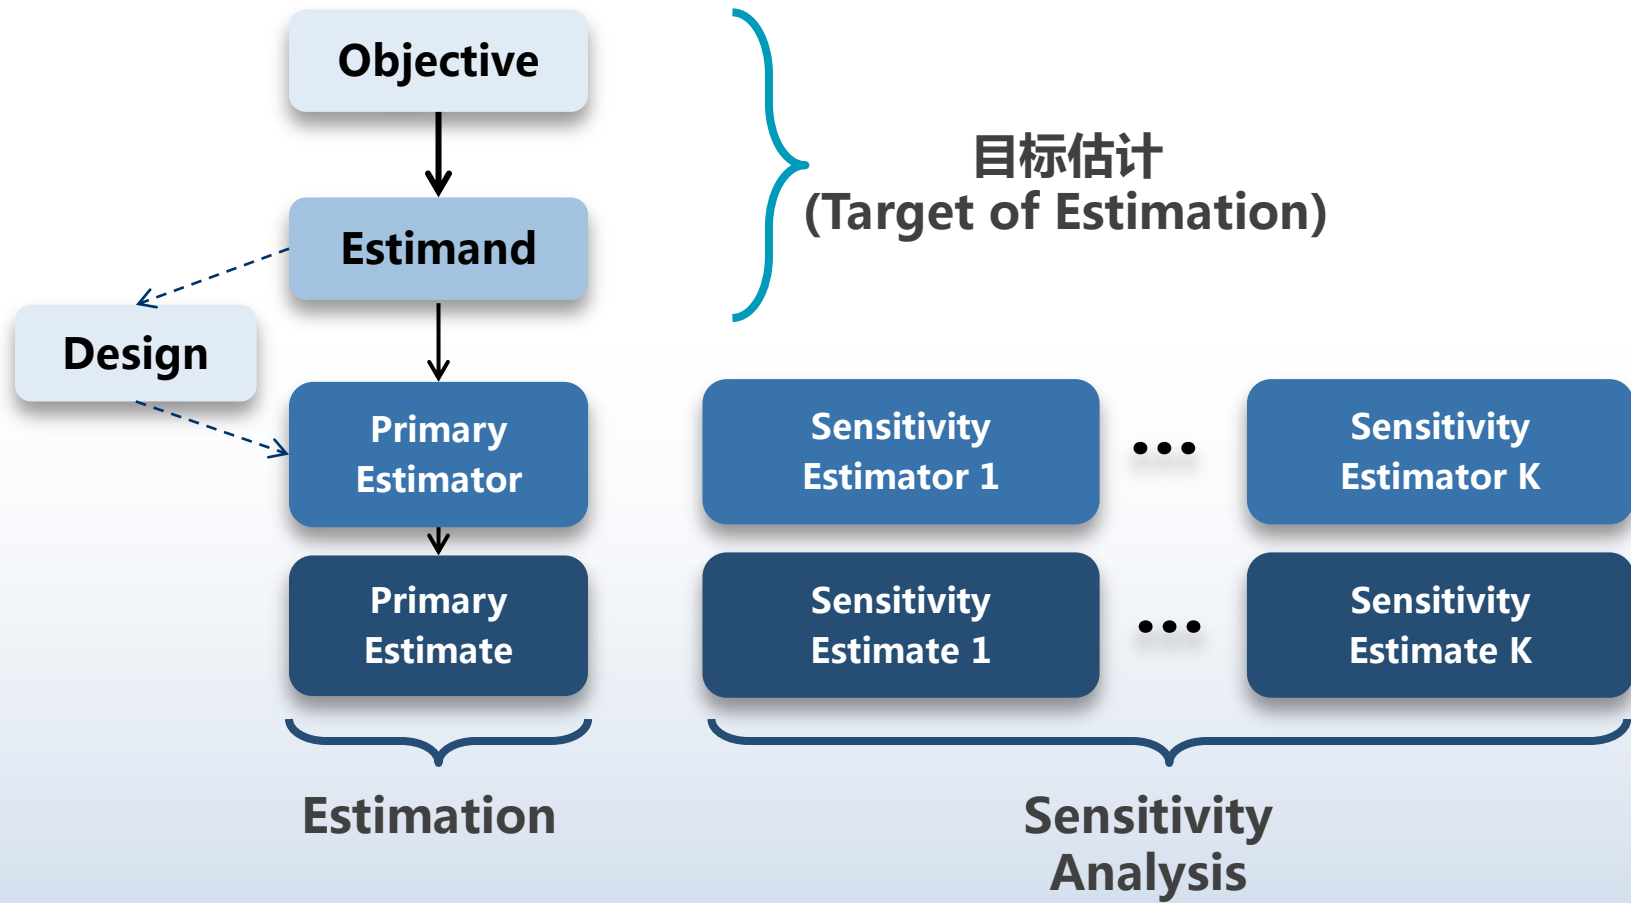 Objective
目标估计
(Target of Estimation)
Estimand
Design
Primary
Estimator
Sensitivity
Estimator 1
...
Sensitivity
Estimator K
Primary
Estimate
Sensitivity
Estimate 1
...
Sensitivity
Estimate K
Estimation
Sensitivity
Analysis